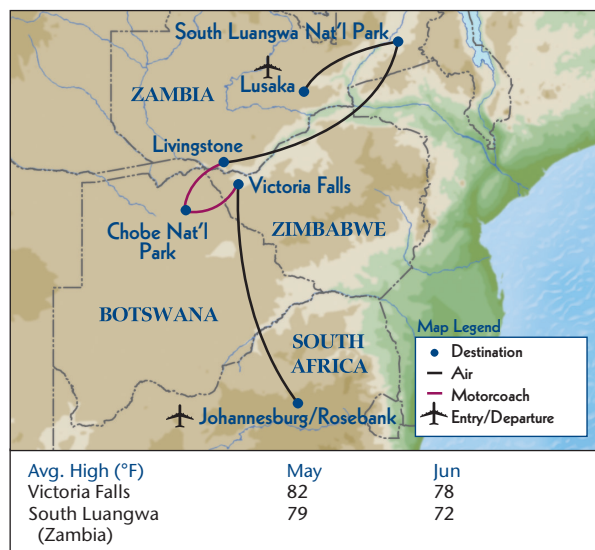 South Luangwa Nat'l Park
Lusaka
ZAMBIA
Livingstone
Victoria Falls
Chobe Nat'l
Park
ZIMBABWE
BOTSWANA
SOUTH
AFRICA
Map Legend
Destination
Air
Motorcoach
Entry/Departure
Johannesburg/Rosebank
Avg. High (°F) May Jun
Victoria Falls 82 78
South Luangwa 79 72
(Zambia)